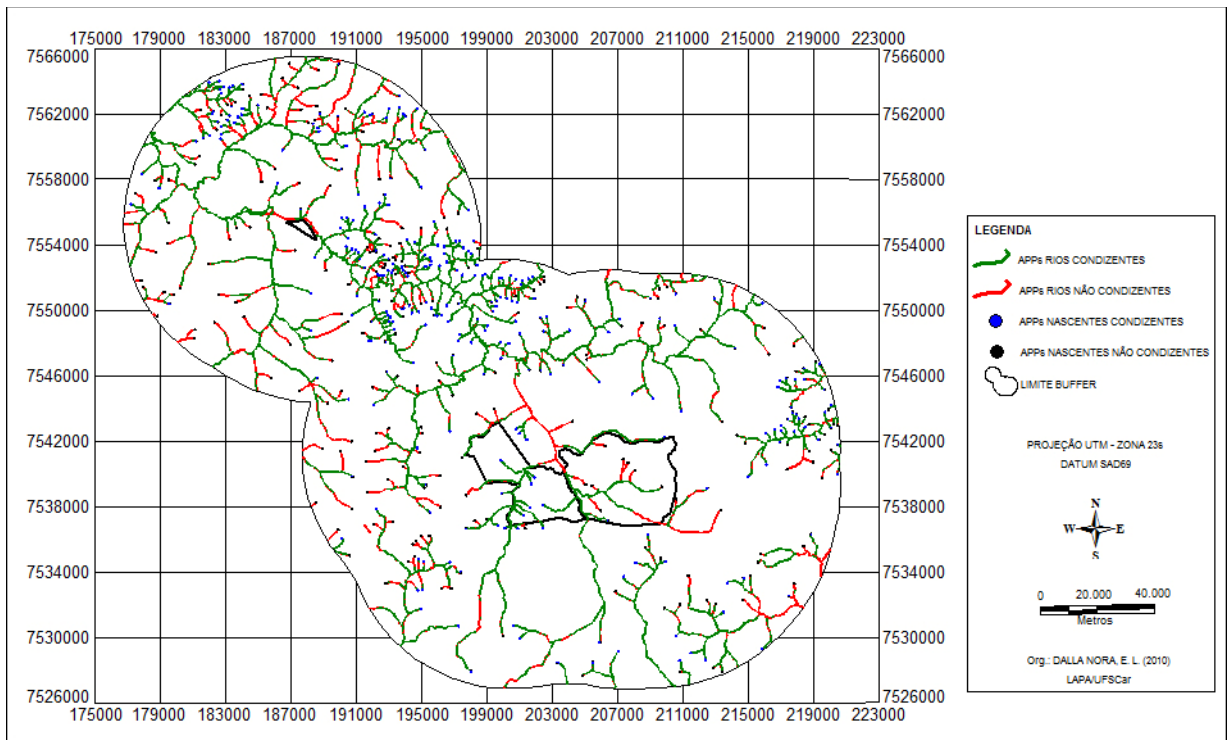 175000 179000 183000 187000 191000 195000 199000 203000 207000 211000 215000 219000 223000
7566000 7566000
7562000 7562000
7558000 7558000
7554000 7554000
7550000 7550000
7546000 7546000
7542000 7542000
7538000 7538000
7534000 7534000
7530000 7530000
7526000 7526000
175000 179000 183000 187000 191000 195000 199000 203000 207000 211000 215000 219000 223000
LEGENDA
APPs RIOS CONDIZENTES
APPs RIOS NÃO CONDIZENTES
APPs NASCENTES CONDIZENTES
APPs NASCENTES NÃO CONDIZENTES
LIMITE BUFFER
PROJEÇÃO UTM - ZONA 23s
DATUM SAD69
N
W E
S
0 20.000 40.000
Metros
Org.: DALLA NORA, E. L. (2010)
LAPA/UFSCar